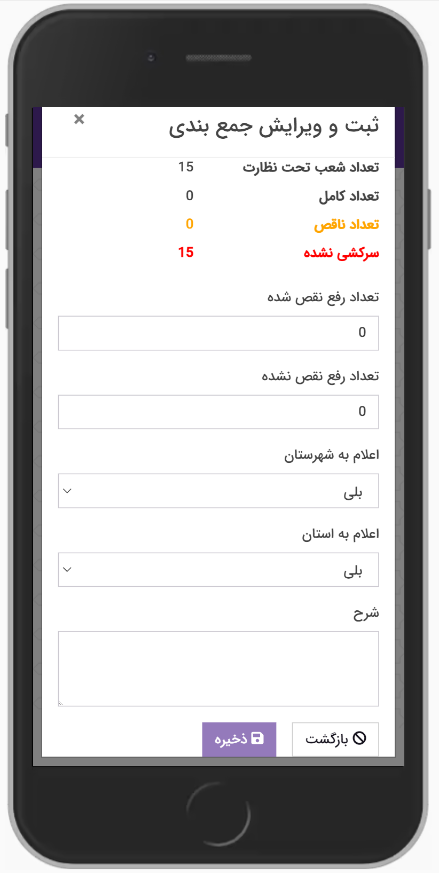 ثبت و ویرایش جمع بندی ×
تعداد شعب تحت نظارت 15
تعداد کامل 0
تعداد ناقص 0
سرکشی نشده 15
تعداد رفع نقص شده
0
تعداد رفع نقص نشده
0
اعلام به شهرستان
بلی
اعلام به استان
بلی
شرح
بازگشت ذخیره